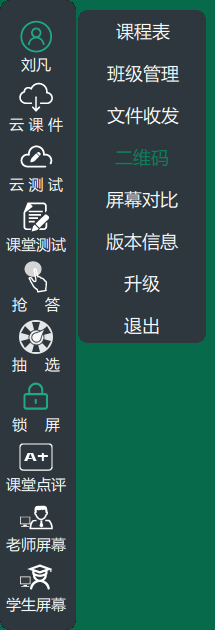 刘凡
云课件
云测试
课堂测试
抢 答
抽 选
锁 屏
A+
课堂点评
老师屏幕
学生屏幕
课程表
班级管理
文件收发
二维码
屏幕对比
版本信息
升级
退出